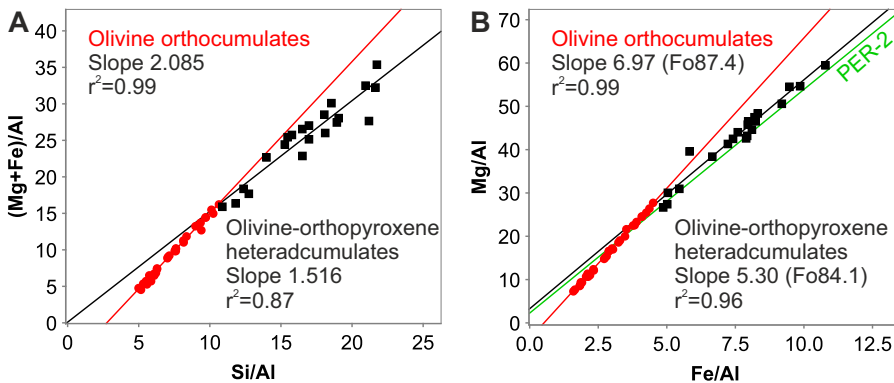 A
Olivine orthocumulates
Slope 2.085
r²=0.99
Olivine-orthopyroxene
heteradcumulates
Slope 1.516
r²=0.87
(Mg+Fe)/Al
40
35
30
25
20
15
10
5
0
0
5
10
15
20
25
Si/Al
B
Olivine orthocumulates
Slope 6.97 (Fo87.4)
r²=0.99
PER-2
Olivine-orthopyroxene
heteradcumulates
Slope 5.30 (Fo84.1)
r²=0.96
Mg/Al
70
60
50
40
30
20
10
0
0
2.5
5.0
7.5
10.0
12.5
Fe/Al